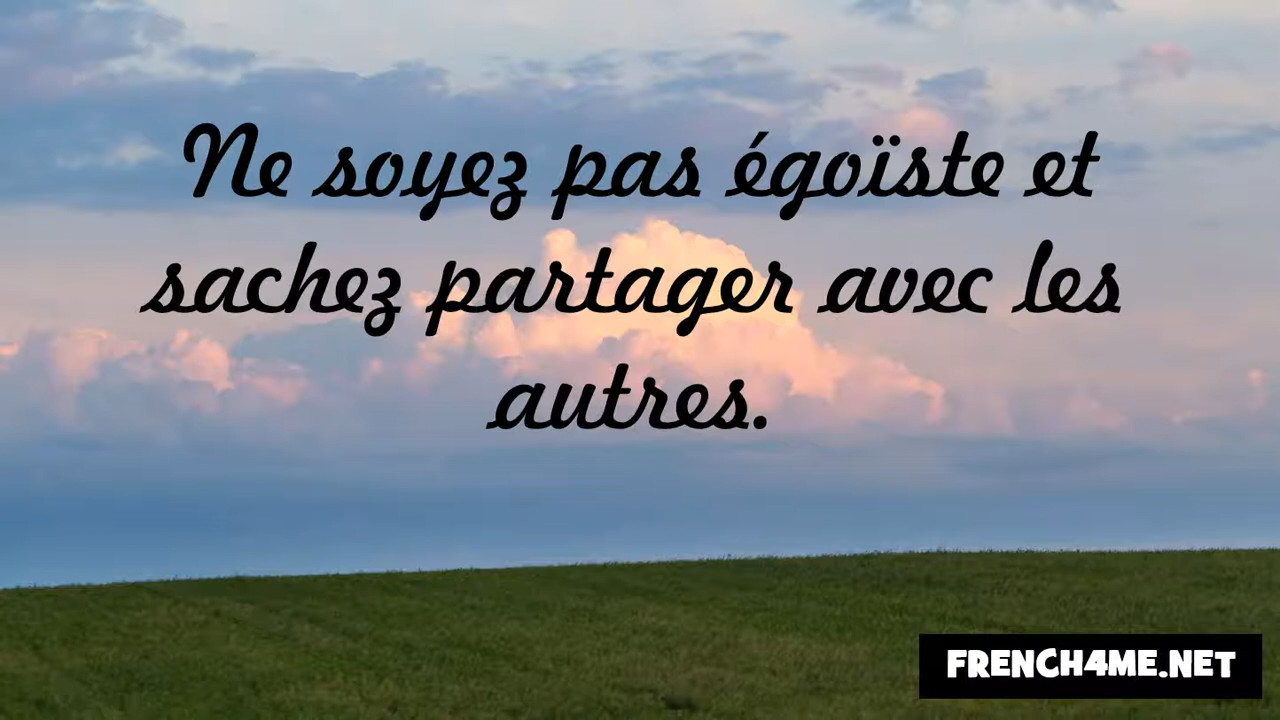 Ne soyez pas égoïste et
sachez partager avec les
autres.
FRENCH4ME.NET